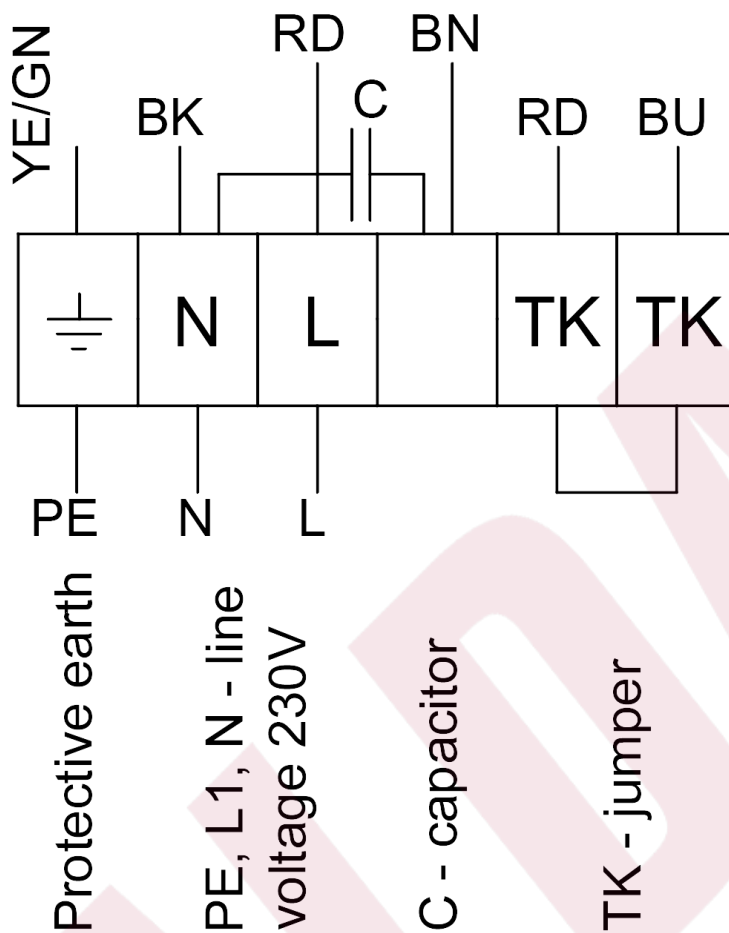 YE/GN
BK
RD
C
BN
RD
BU
N
L
TK
TK
PE
N
L
Protective earth
PE, L1, N - line
voltage 230V
C - capacitor
TK - jumper